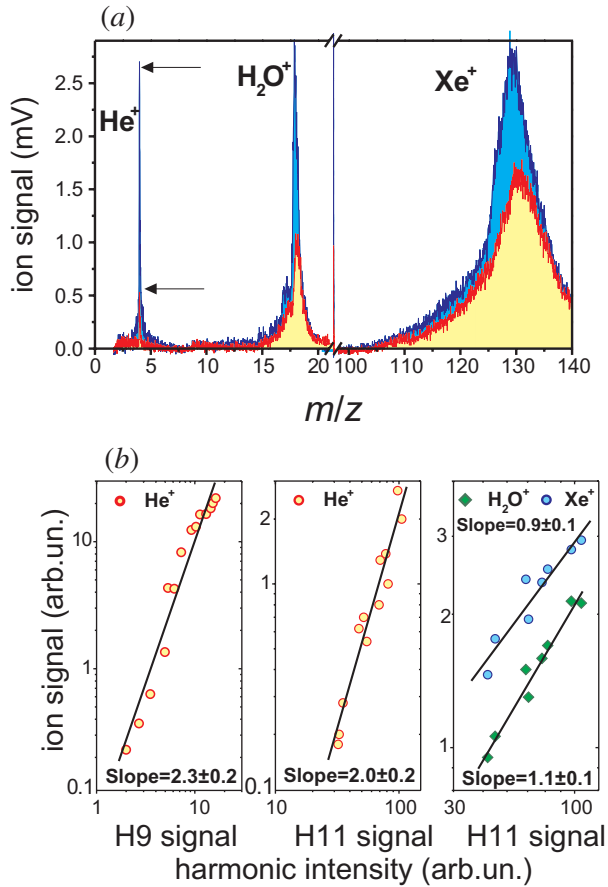 (a)
ion signal (mV)
2.5
2.0
1.5
1.0
0.5
0.0
He+
H2O+
Xe+
0 5 10 15 20 100 110 120 130 140
m/z
(b)
ion signal (arb.un.)
He+
10
1
0.1
Slope=2.3±0.2
1 10
H9 signal
He+
2
1
0.1
Slope=2.0±0.2
10 100
H11 signal
H2O+ Xe+
Slope=0.9±0.1
3
2
1
Slope=1.1±0.1
30 100
H11 signal
harmonic intensity (arb.un.)